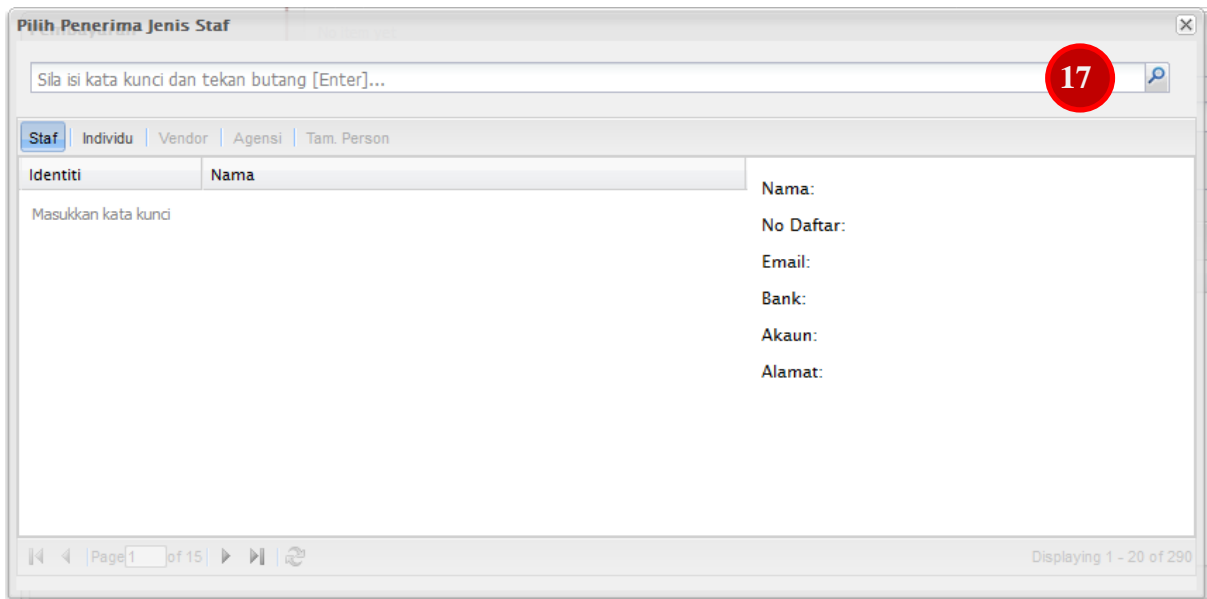 Pilih Penerima Jenis Staf
Sila isi kata kunci dan tekan butang [Enter]...
17
Staf Individu Vendor Agensi Tam. Person
Identiti Nama
Masukkan kata kunci
Nama:
No Daftar:
Email:
Bank:
Akaun:
Alamat:
Page 1 of 15
Displaying 1 - 20 of 290